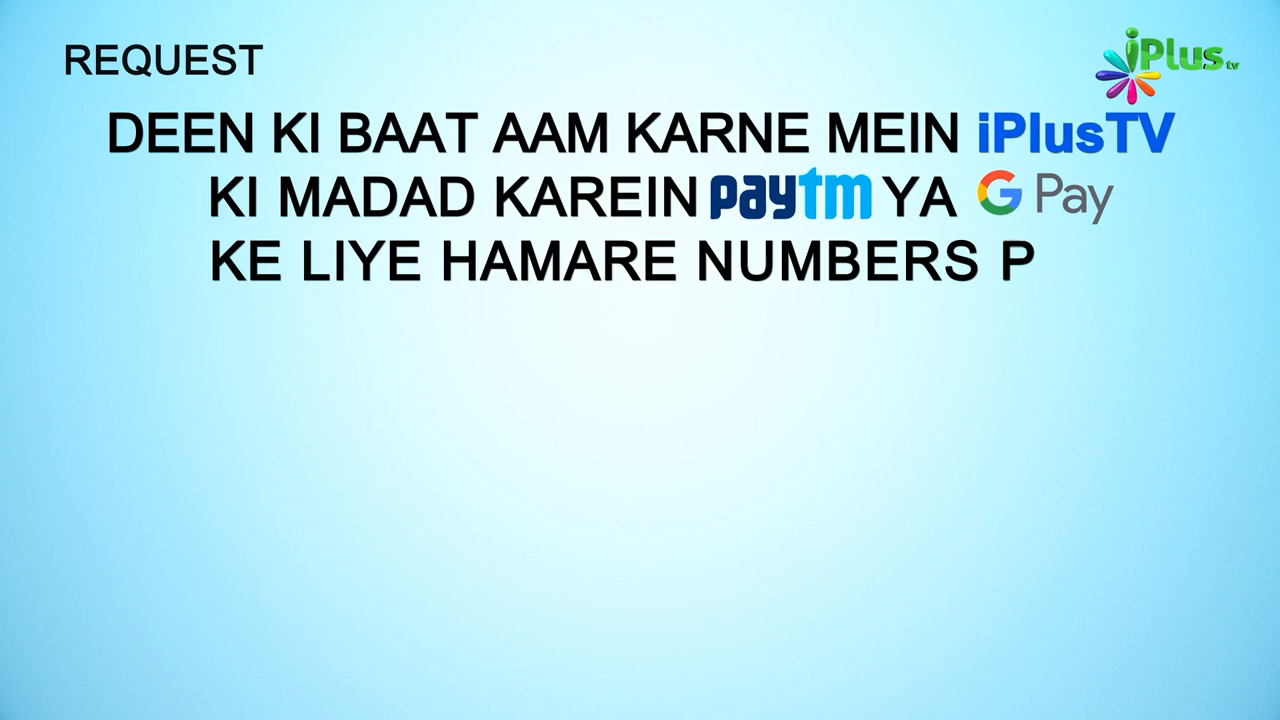 REQUEST
iPlus tv
DEEN KI BAAT AAM KARNE MEIN iPlusTV
KI MADAD KAREIN paytm YA G Pay
KE LIYE HAMARE NUMBERS P